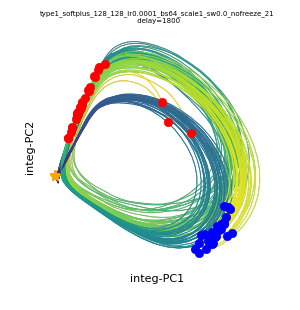 type1_softplus_128_128_lr0.0001_bs64_scale1_sw0.0_nofreeze_21
delay=1800
integ-PC2
integ-PC1